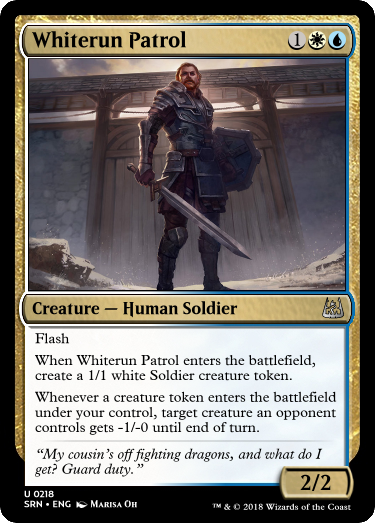 Whiterun Patrol 1
Creature — Human Soldier
Flash
When Whiterun Patrol enters the battlefield,
create a 1/1 white Soldier creature token.
Whenever a creature token enters the battlefield
under your control, target creature an opponent
controls gets -1/-0 until end of turn.
“My cousin’s off fighting dragons, and what do I
get? Guard duty.”
2/2
U 0218
SRN • ENG Marisa Oh
™ & © 2018 Wizards of the Coast